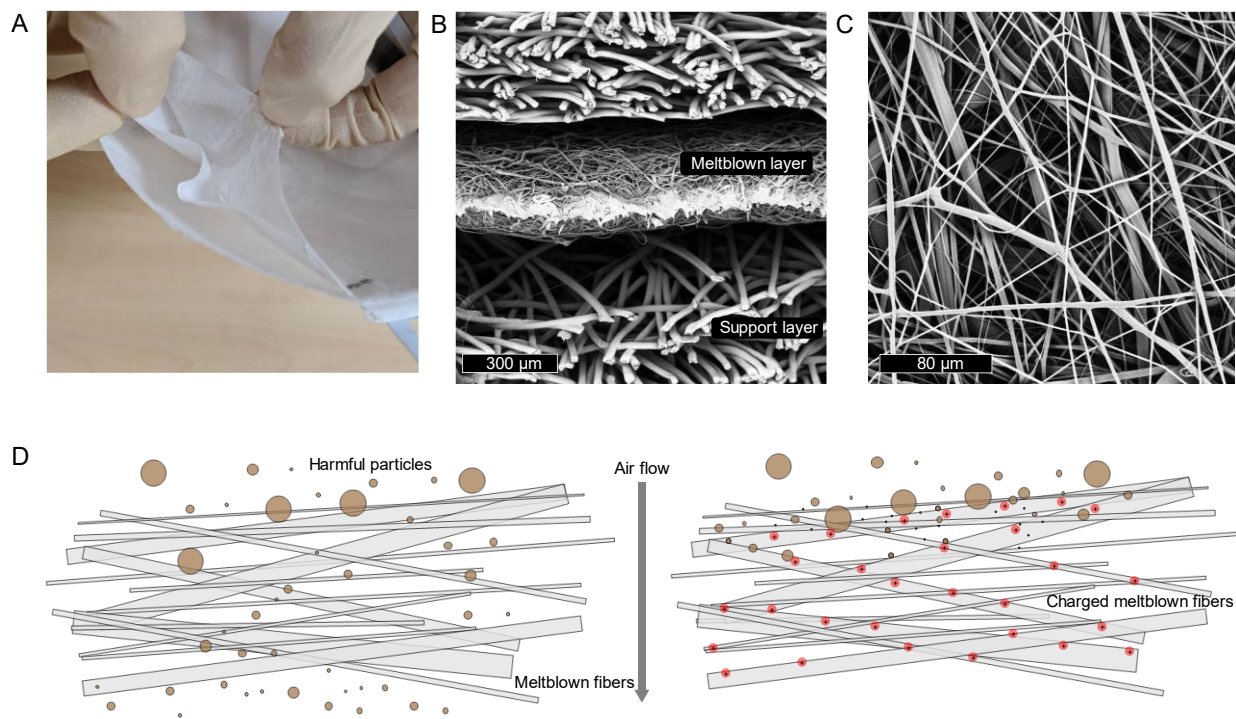 A
B
C
Meltblown layer
Support layer
300 µm
80 µm
D
Harmful particles
Air flow
Charged meltblown fibers
Meltblown fibers